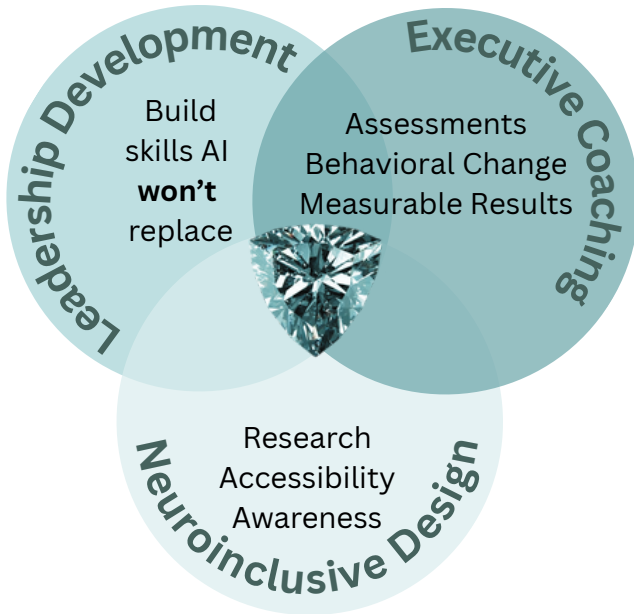 Leadership Development
Build
skills AI
won't
replace
Executive Coaching
Assessments
Behavioral Change
Measurable Results
Research
Accessibility
Awareness
Neuroinclusive Design